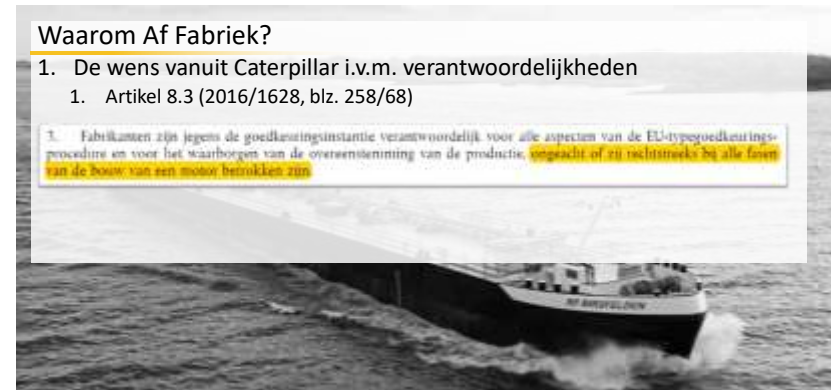 Waarom Af Fabriek?
1. De wens vanuit Caterpillar i.v.m. verantwoordelijkheden
1. Artikel 8.3 (2016/1628, blz. 258/68)
3. Fabrikanten zijn jegens de goedkeuringsinstantie verantwoordelijk voor alle aspecten van de EU-typegoedkeurings-
procedure en voor het waarborgen van de overeenstemming van de productie, ongeacht of zij rechtstreeks bij alle fasen
van de bouw van een motor betrokken zijn.